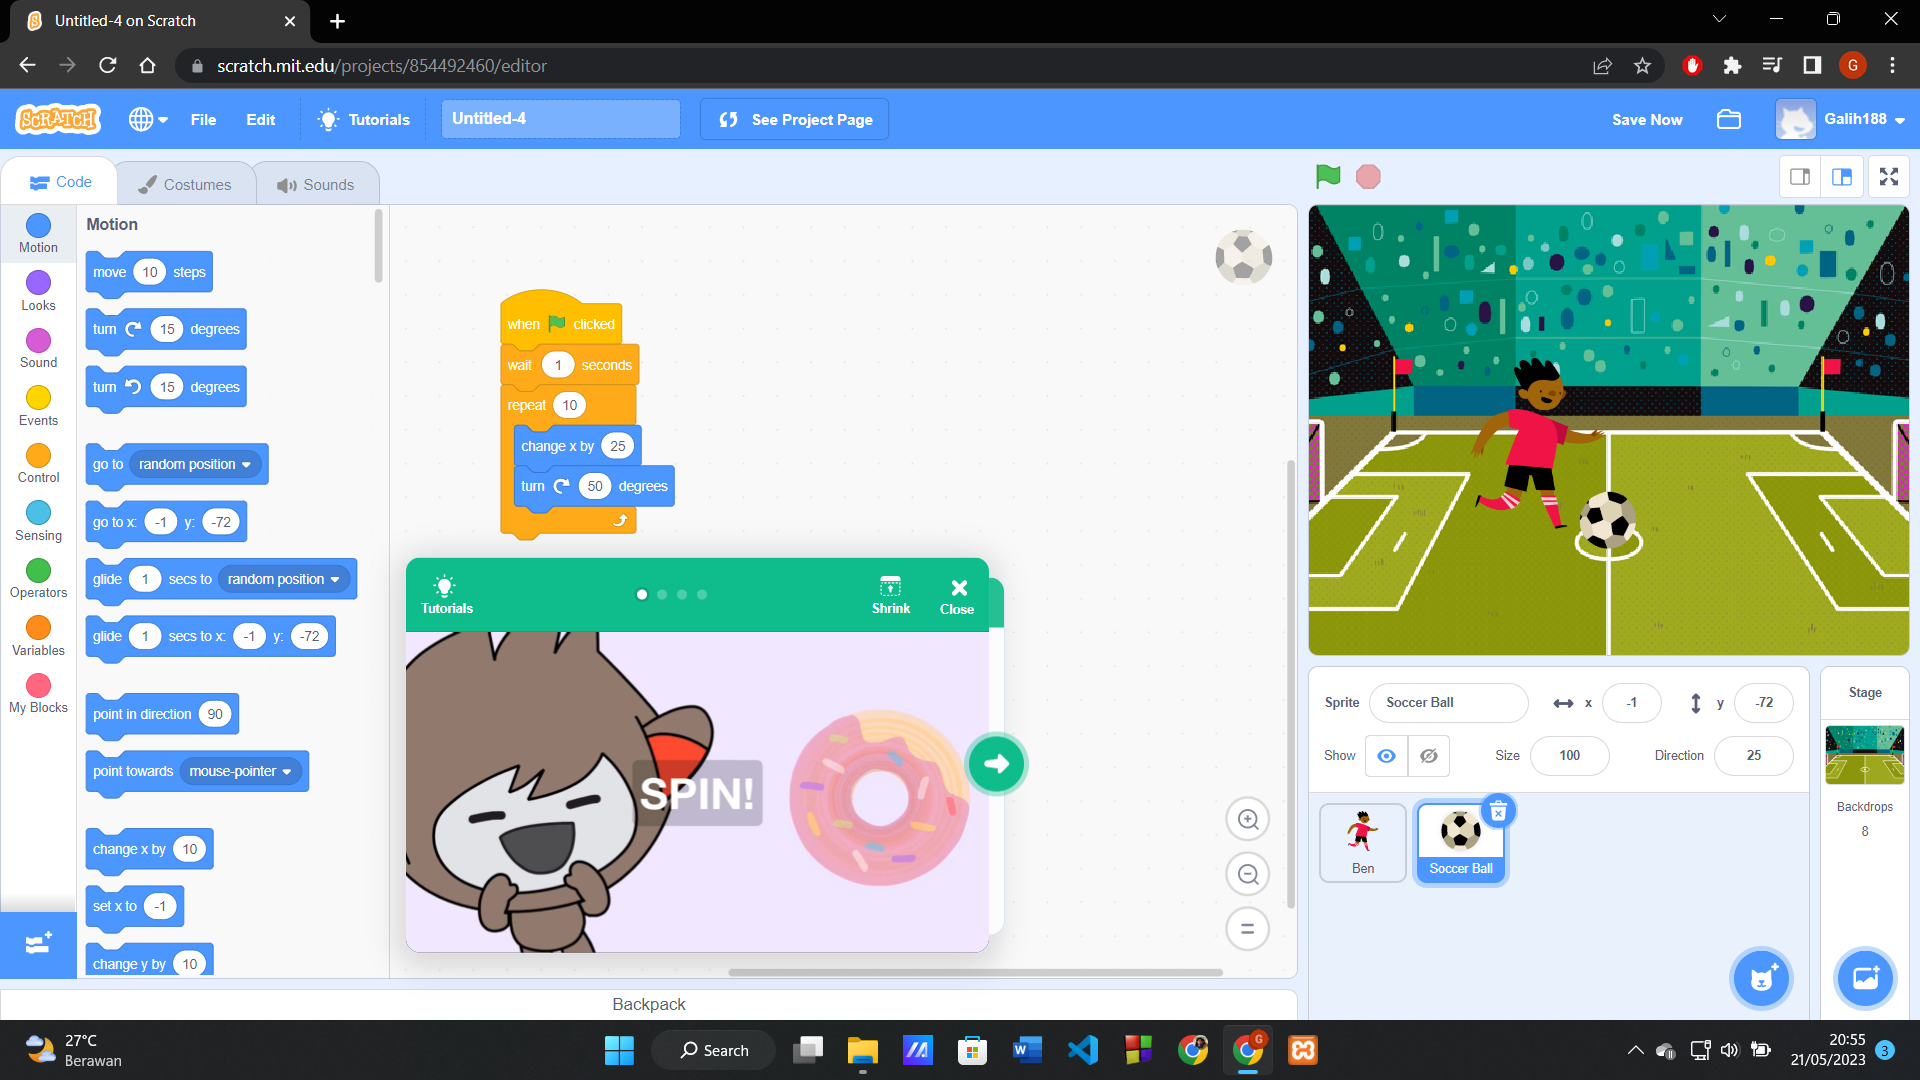 Untitled-4 on Scratch
scratch.mit.edu/projects/854492460/editor
G
SCRATCH
File
Edit
Tutorials
Untitled-4
See Project Page
Save Now
Galih188
Code
Costumes
Sounds
Motion
Looks
Sound
Events
Control
Sensing
Operators
Variables
My Blocks
Motion
move 10 steps
turn 15 degrees
turn 15 degrees
go to random position
go to x: -1 y: -72
glide 1 secs to random position
glide 1 secs to x: -1 y: -72
point in direction 90
point towards mouse-pointer
change x by 10
set x to -1
change y by 10
when clicked
wait 1 seconds
repeat 10
change x by 25
turn 50 degrees
Tutorials
Shrink
Close
SPIN!
Backpack
Sprite Soccer Ball x -1 y -72
Show Size 100 Direction 25
Ben
Soccer Ball
Stage
Backdrops
8
27°C
Berawan
Search
W
G
20:55
21/05/2023
3